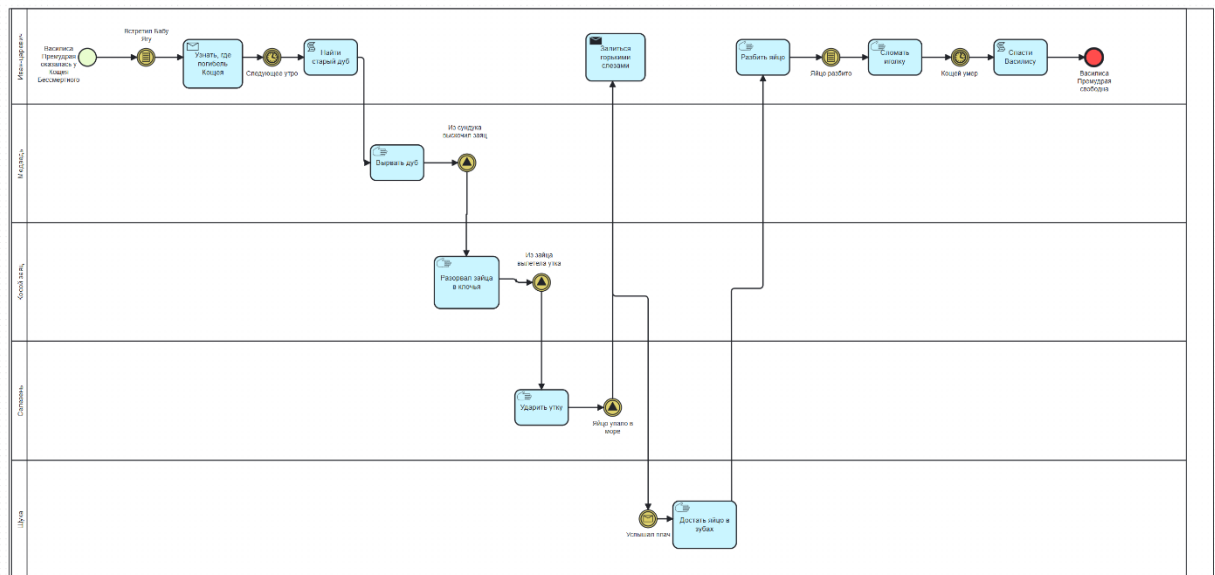 Иван-царевич
Василиса
Премудрая
оказалась у
Кощея
Бессмертного
Встретил Бабу
Ягу
Узнать, где
погибель
Кощея
Следующее утро
Найти
старый дуб
Залиться
горькими
слезами
Разбить яйцо
Яйцо разбито
Сломать
иголку
Кощей умер
Спасти
Василису
Василиса
Премудрая
свободна
Медведь
Вырвать дуб
Из сундука
выскочил заяц
Косой заяц
Разорвал зайца
в клочья
Из зайца
вылетела утка
Селезень
Ударить утку
Яйцо упало в
море
Щука
Услышал плач
Достать яйцо в
зубах